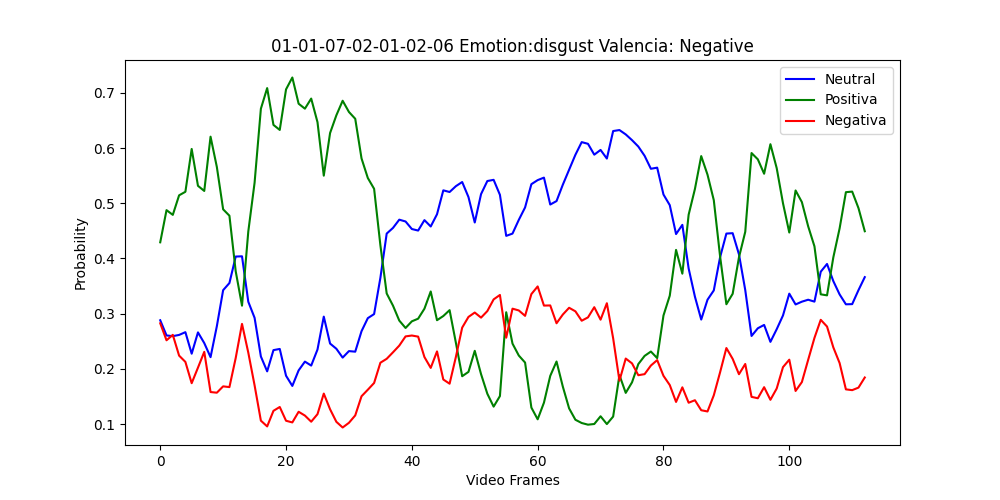 01-01-07-02-01-02-06 Emotion:disgust Valencia: Negative
Neutral
Positiva
Negativa
Probability
0.7
0.6
0.5
0.4
0.3
0.2
0.1
0 20 40 60 80 100
Video Frames